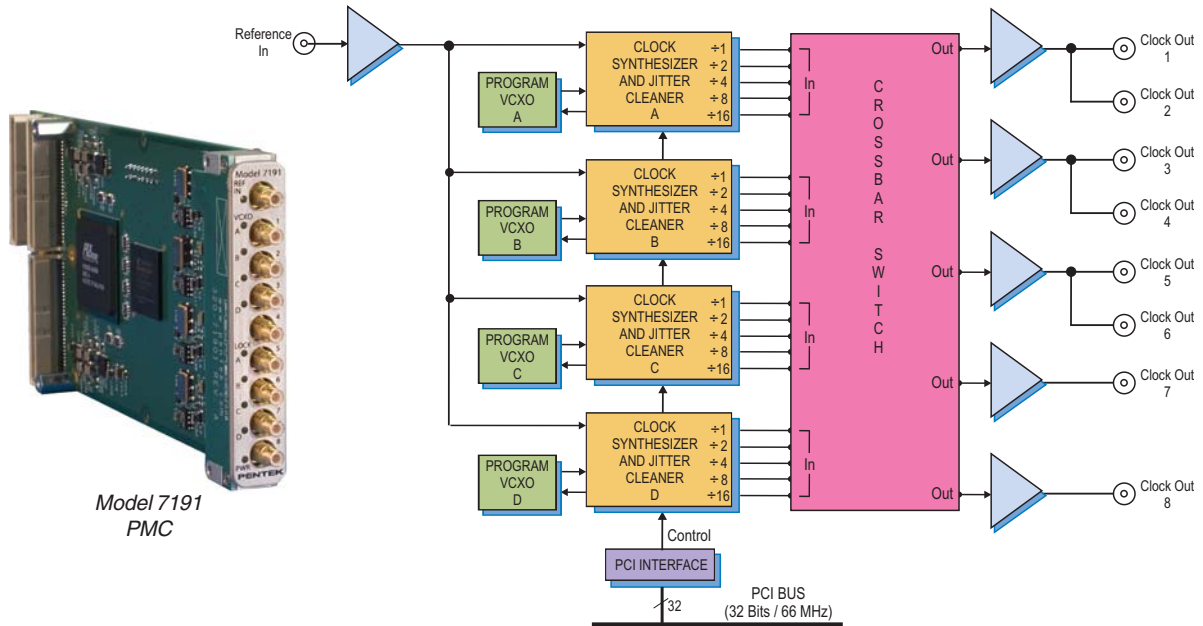 Reference
In
PROGRAM
VCXO
A
CLOCK
SYNTHESIZER
AND JITTER
CLEANER
A
÷1
÷2
÷4
÷8
÷16
In
PROGRAM
VCXO
B
CLOCK
SYNTHESIZER
AND JITTER
CLEANER
B
÷1
÷2
÷4
÷8
÷16
In
PROGRAM
VCXO
C
CLOCK
SYNTHESIZER
AND JITTER
CLEANER
C
÷1
÷2
÷4
÷8
÷16
In
PROGRAM
VCXO
D
CLOCK
SYNTHESIZER
AND JITTER
CLEANER
D
÷1
÷2
÷4
÷8
÷16
In
CROSSBAR SWITCH
Out
Out
Out
Out
Out
Clock Out
1
Clock Out
2
Clock Out
3
Clock Out
4
Clock Out
5
Clock Out
6
Clock Out
7
Clock Out
8
Control
PCI INTERFACE
32
PCI BUS
(32 Bits / 66 MHz)
Model 7191
REF
IN
VCXO
A
B
C
D
LOCK
A
B
C
D
PWR
PENTEK
Model 7191
PMC